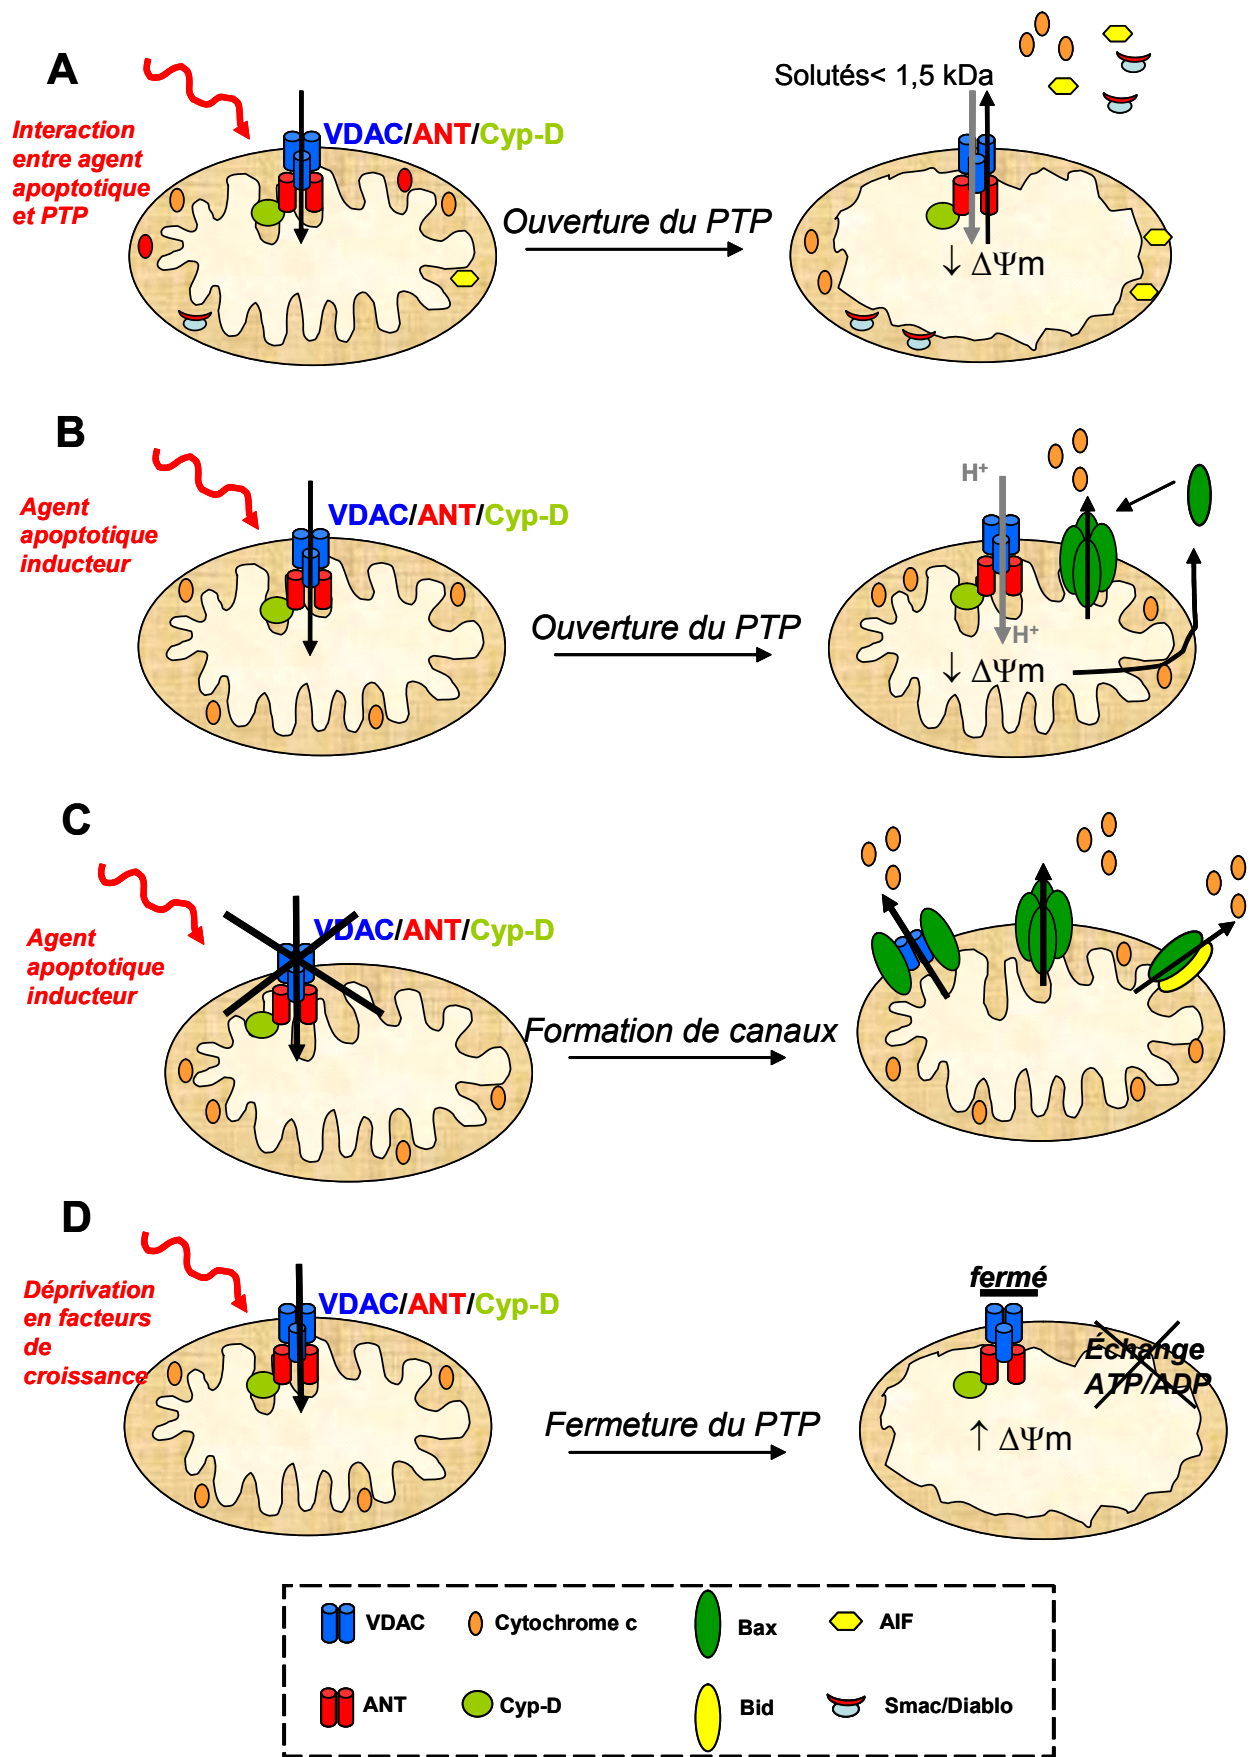 A
Interaction
entre agent
apoptotique
et PTP
VDAC/ANT/Cyp-D
Ouverture du PTP
Solutés< 1,5 kDa
↓ ΔΨm
B
Agent
apoptotique
inducteur
VDAC/ANT/Cyp-D
Ouverture du PTP
H⁺
H⁺
↓ ΔΨm
C
Agent
apoptotique
inducteur
VDAC/ANT/Cyp-D
Formation de canaux
D
Déprivation
en facteurs
de
croissance
VDAC/ANT/Cyp-D
Fermeture du PTP
fermé
Échange
ATP/ADP
↑ ΔΨm
VDAC
Cytochrome c
Bax
AIF
ANT
Cyp-D
Bid
Smac/Diablo